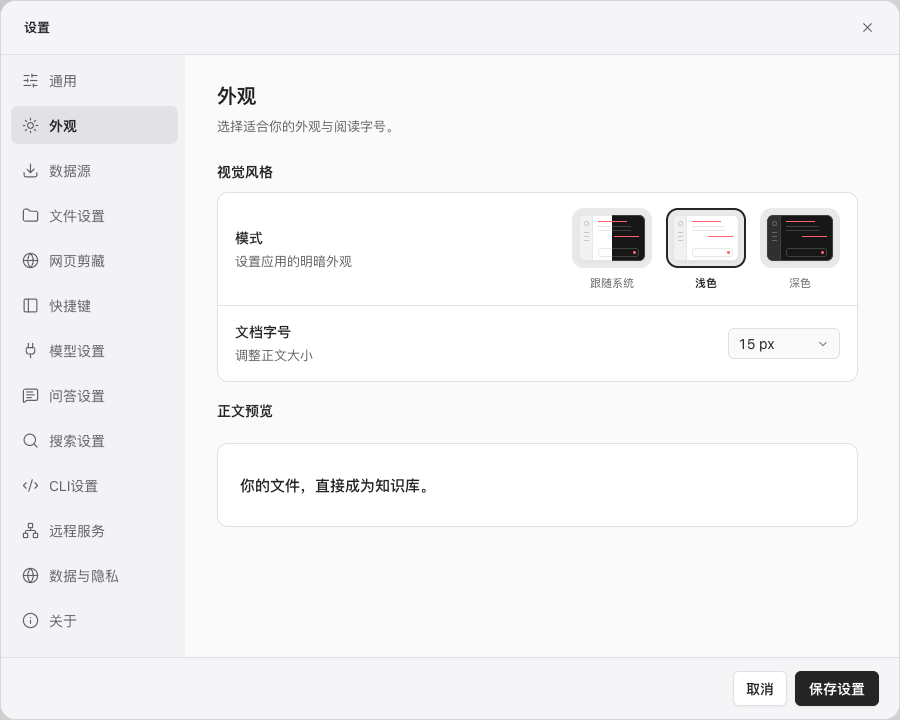 设置
通用
外观
数据源
文件设置
网页剪藏
快捷键
模型设置
问答设置
搜索设置
CLI设置
远程服务
数据与隐私
关于
外观
选择适合你的外观与阅读字号。
视觉风格
模式
设置应用的明暗外观
跟随系统
浅色
深色
文档字号
调整正文大小
15 px
正文预览
你的文件，直接成为知识库。
取消
保存设置